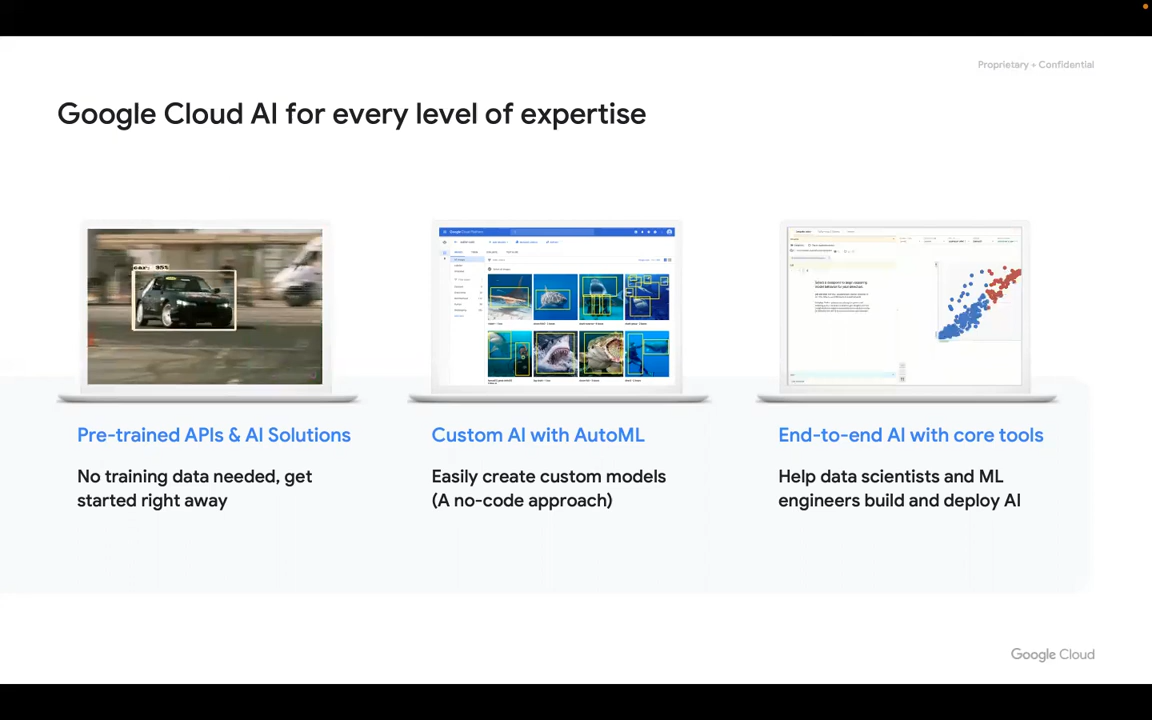 Proprietary + Confidential
Google Cloud AI for every level of expertise
car: 95%
Pre-trained APIs & AI Solutions
No training data needed, get
started right away
Custom AI with AutoML
Easily create custom models
(A no-code approach)
End-to-end AI with core tools
Help data scientists and ML
engineers build and deploy AI
Google Cloud